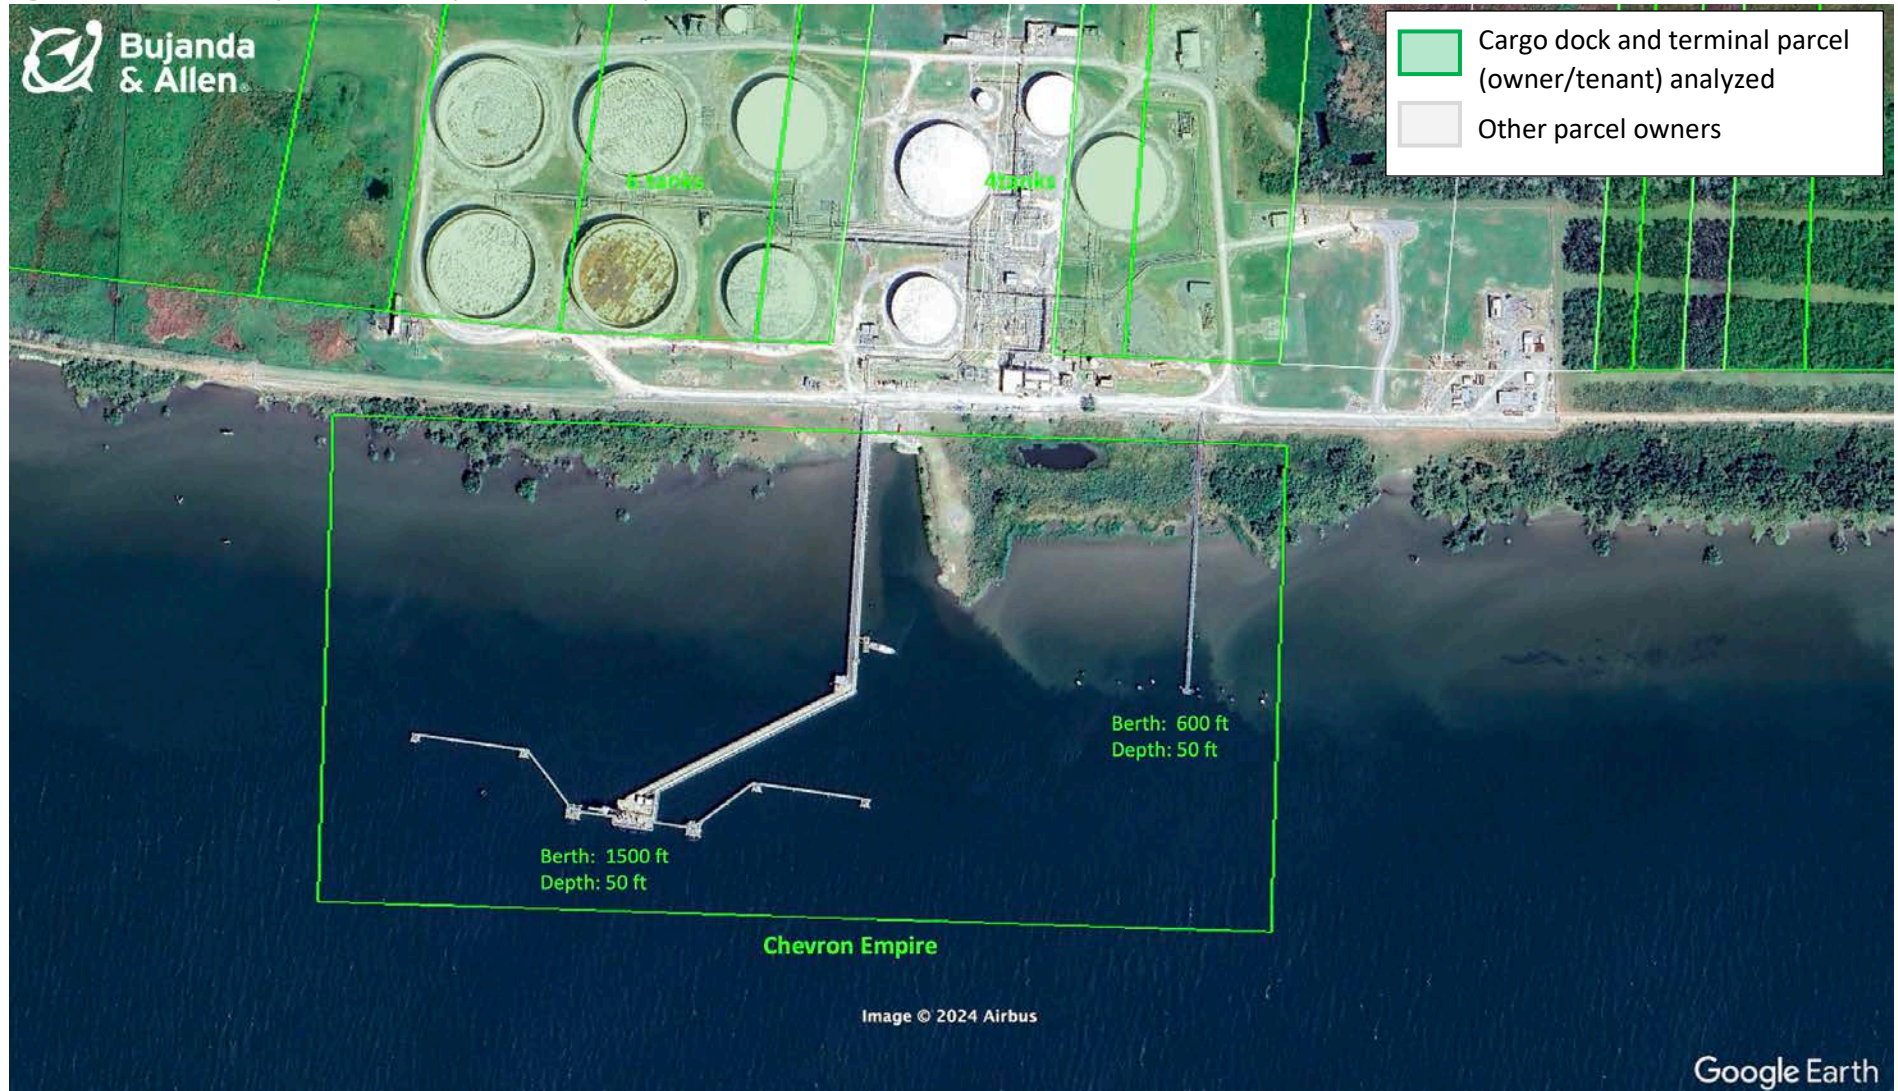 Bujanda
& Allen
Cargo dock and terminal parcel
(owner/tenant) analyzed
Other parcel owners
6 tanks
4tanks
Berth: 600 ft
Depth: 50 ft
Berth: 1500 ft
Depth: 50 ft
Chevron Empire
Image © 2024 Airbus
Google Earth